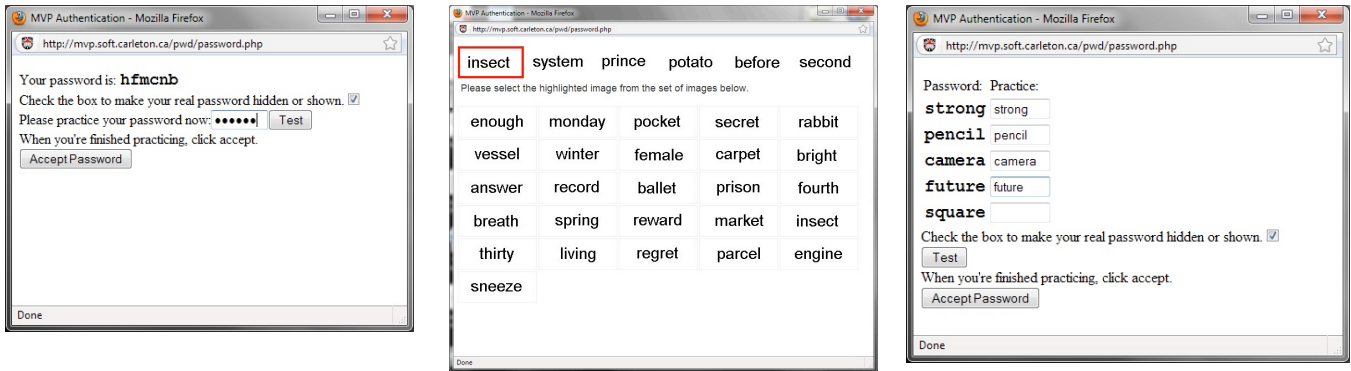 MVP Authentication - Mozilla Firefox
http://mvp.soft.carleton.ca/pwd/password.php
Your password is: hfmcnb
Check the box to make your real password hidden or shown.
Please practice your password now: ●●●●●● Test
When you're finished practicing, click accept.
Accept Password
Done
MVP Authentication - Mozilla Firefox
http://mvp.soft.carleton.ca/pwd/password.php
insect system prince potato before second
Please select the highlighted image from the set of images below.
enough monday pocket secret rabbit
vessel winter female carpet bright
answer record ballet prison fourth
breath spring reward market insect
thirty living regret parcel engine
sneeze
Done
MVP Authentication - Mozilla Firefox
http://mvp.soft.carleton.ca/pwd/password.php
Password: Practice:
strong strong
pencil pencil
camera camera
future future
square
Check the box to make your real password hidden or shown.
Test
When you're finished practicing, click accept.
Accept Password
Done